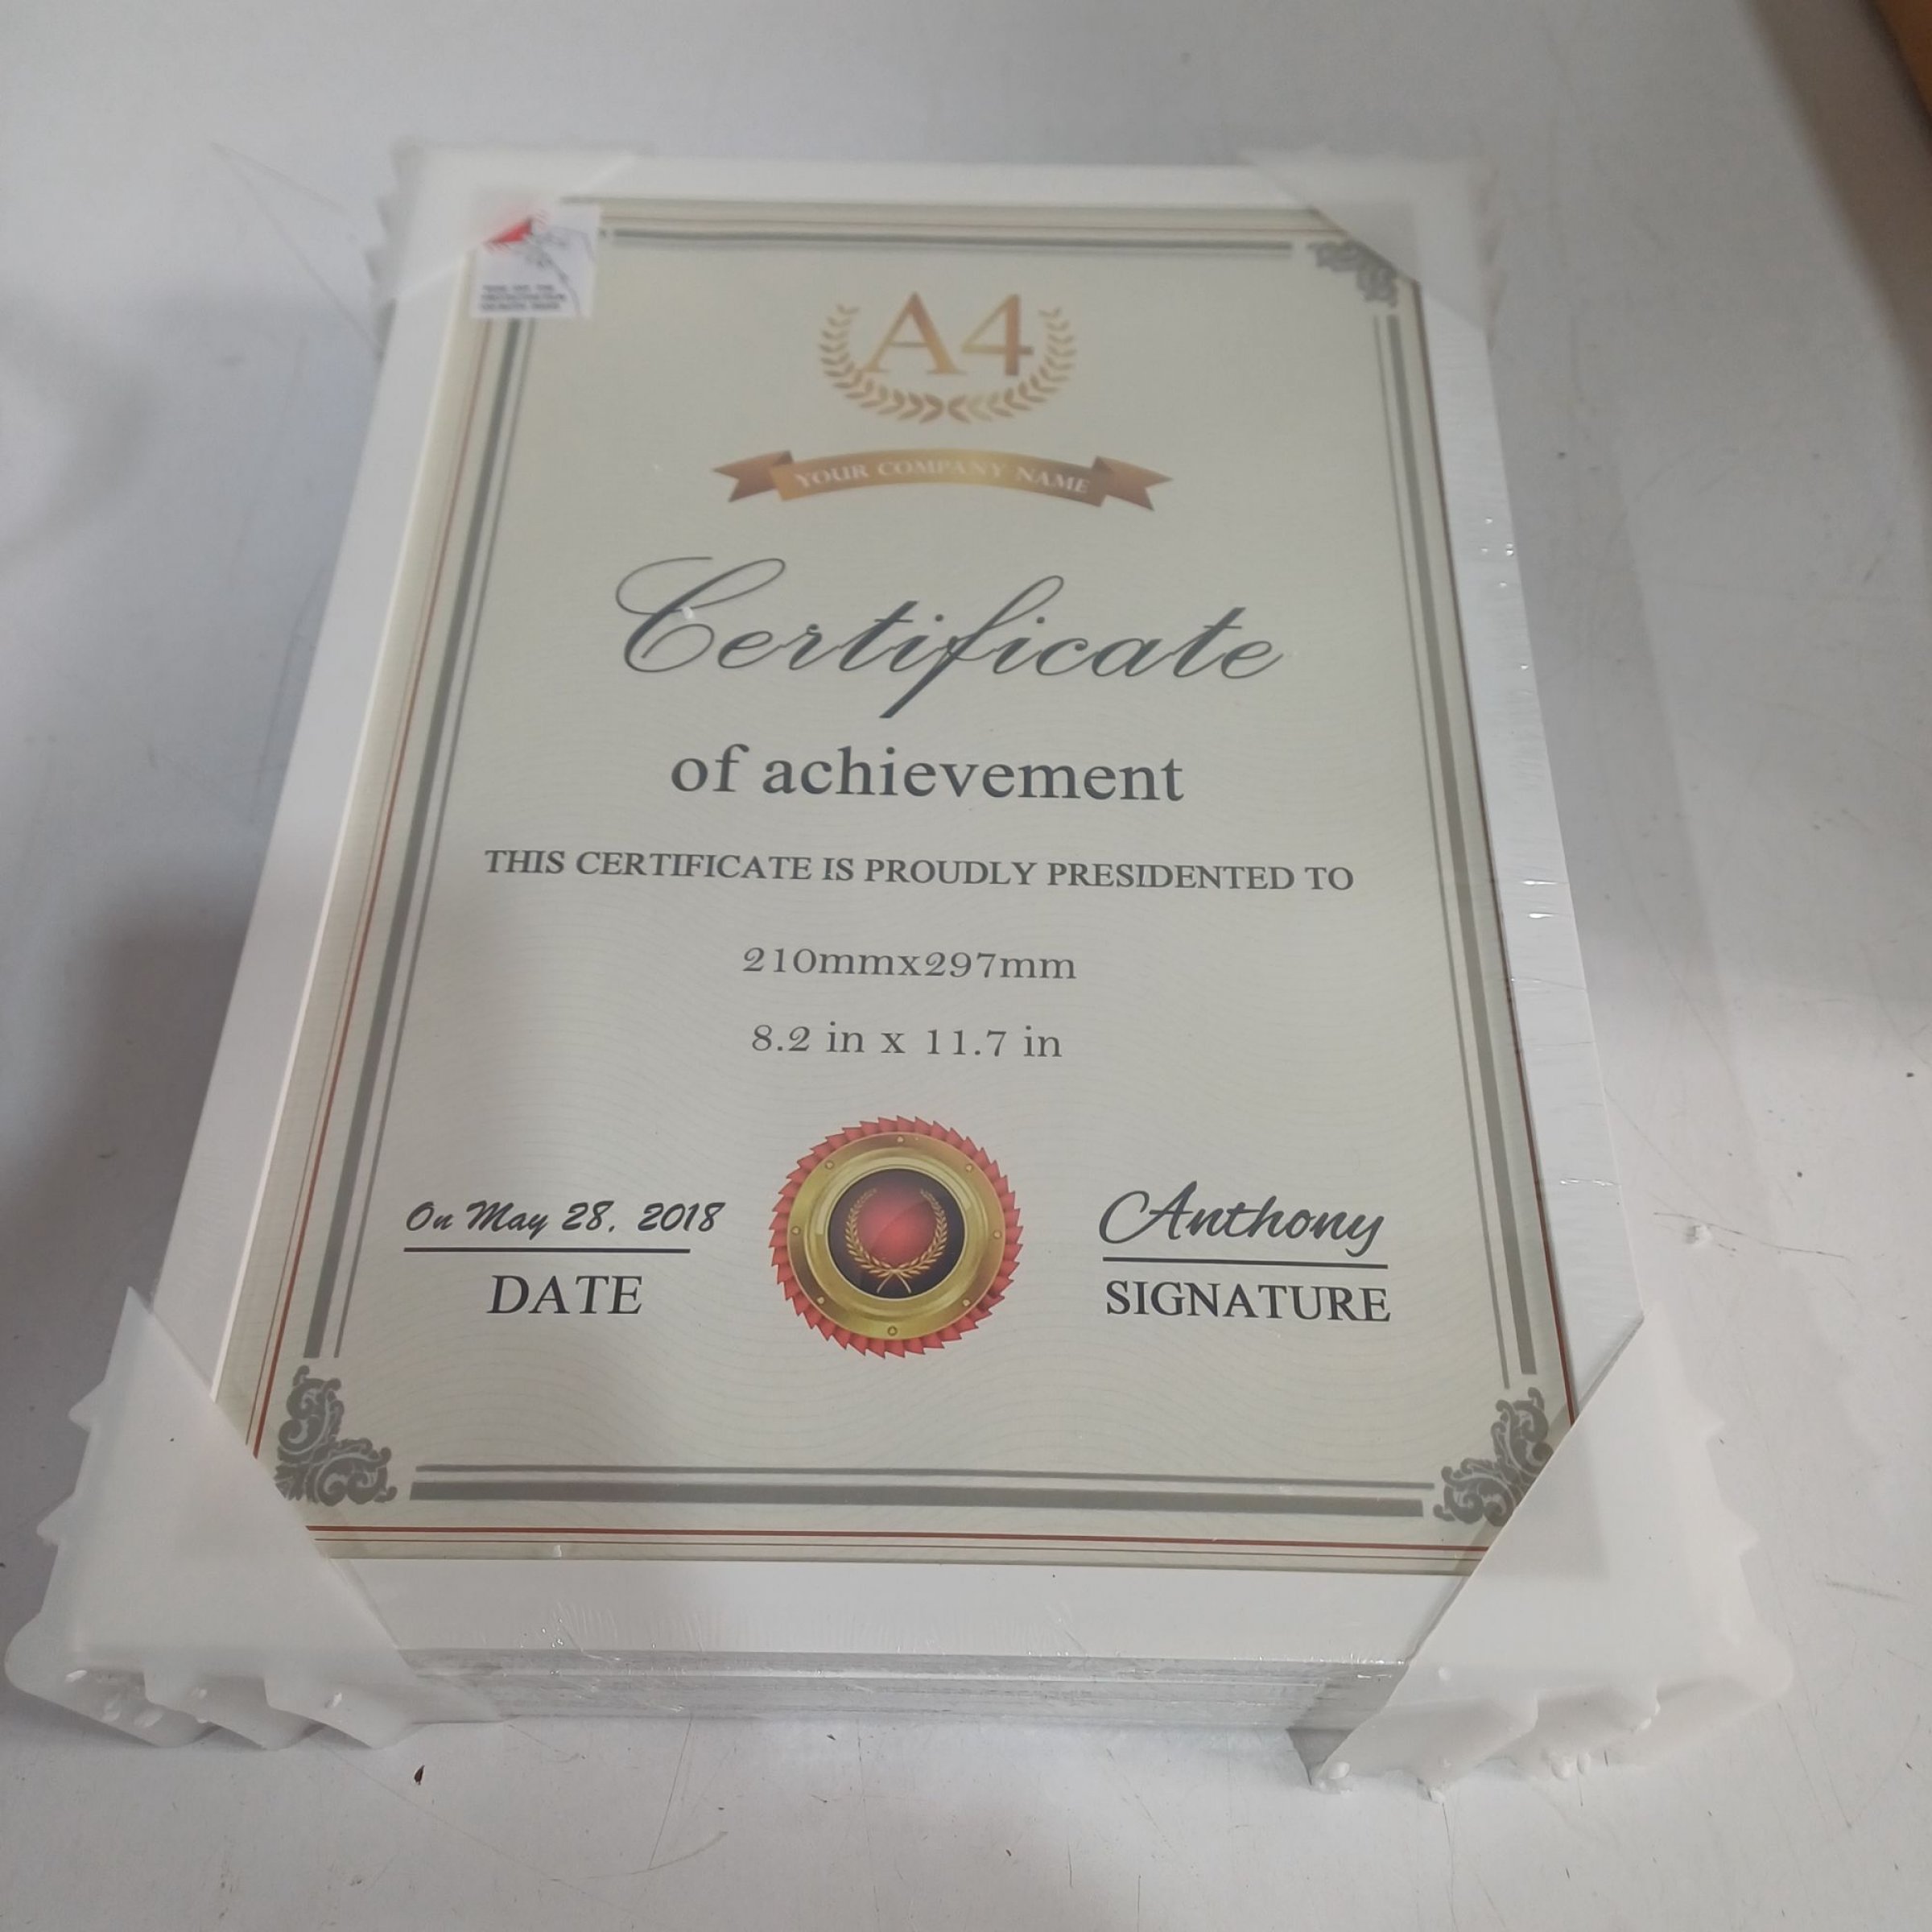 A4
YOUR COMPANY NAME
Certificate
of achievement
THIS CERTIFICATE IS PROUDLY PRESIDENTED TO
210mmx297mm
8.2 in x 11.7 in
On May 28, 2018
DATE
Anthony
SIGNATURE